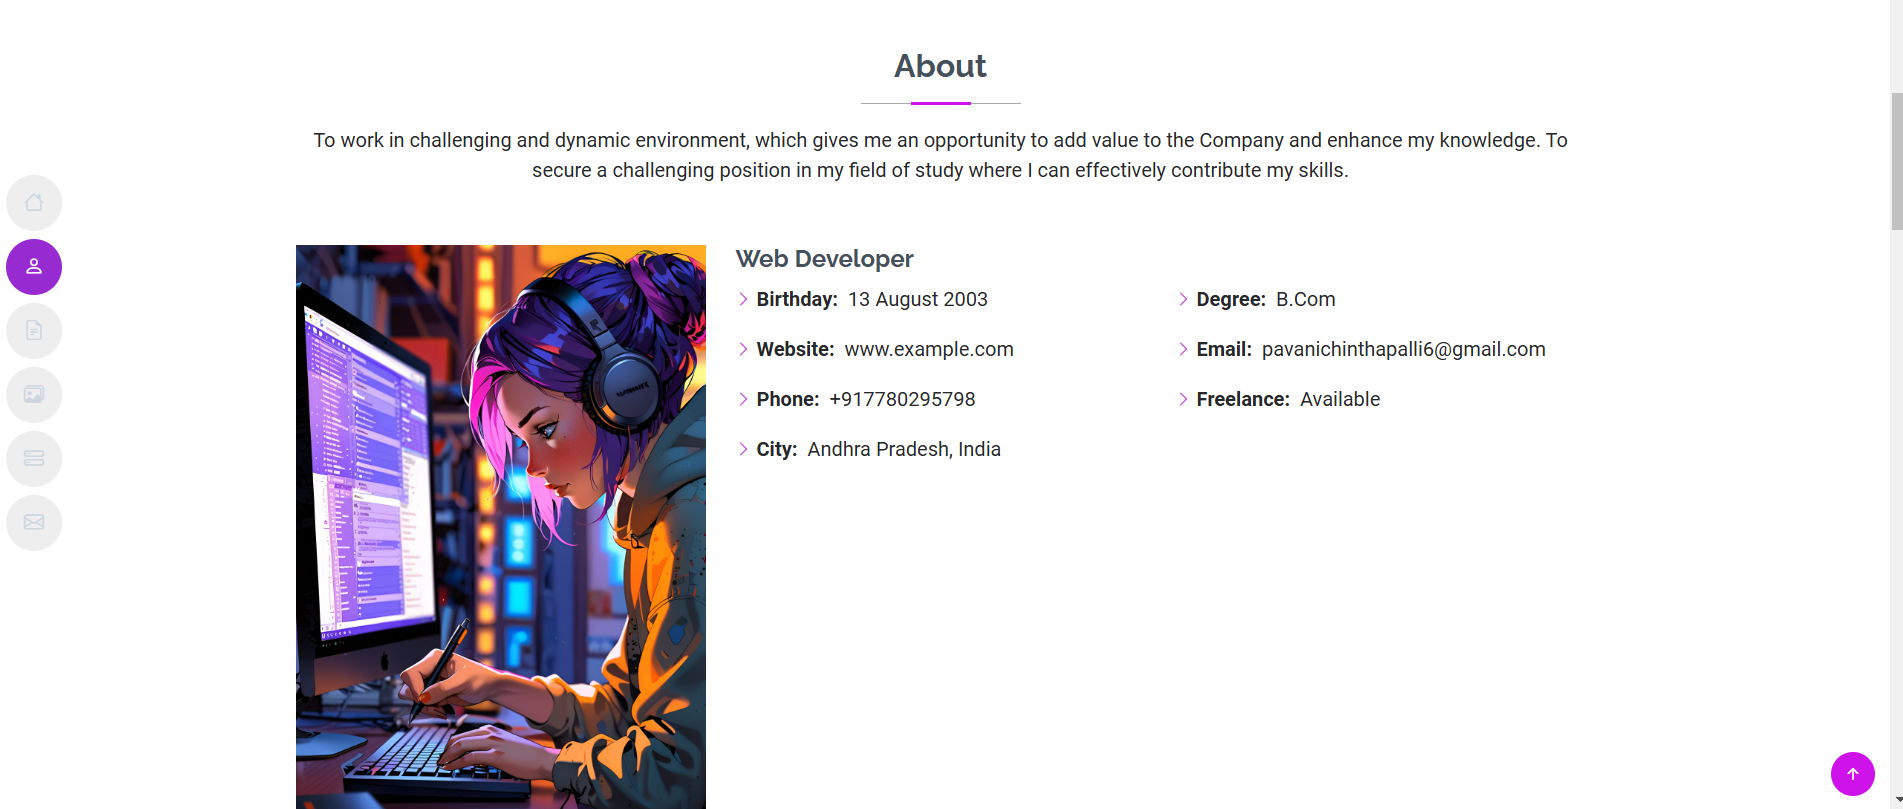 About
To work in challenging and dynamic environment, which gives me an opportunity to add value to the Company and enhance my knowledge. To
secure a challenging position in my field of study where I can effectively contribute my skills.
Web Developer
Birthday: 13 August 2003
Degree: B.Com
Website: www.example.com
Email: pavanichinthapalli6@gmail.com
Phone: +917780295798
Freelance: Available
City: Andhra Pradesh, India